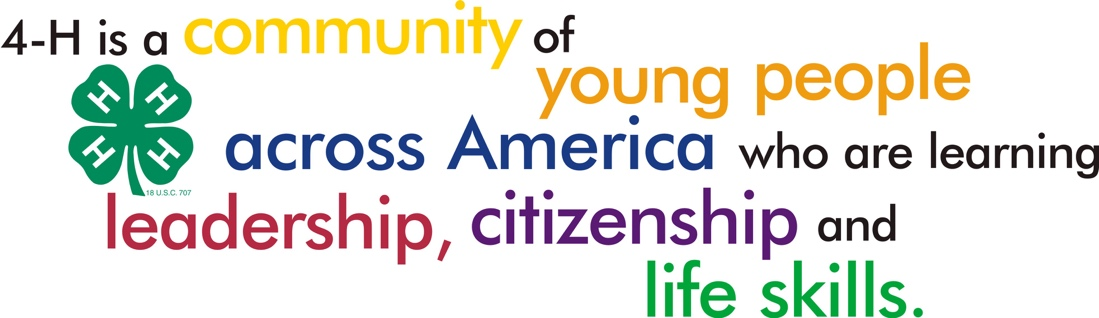 4-H is a community of
young people
H H
H H
across America who are learning
18 U.S.C. 707
leadership, citizenship and
life skills.